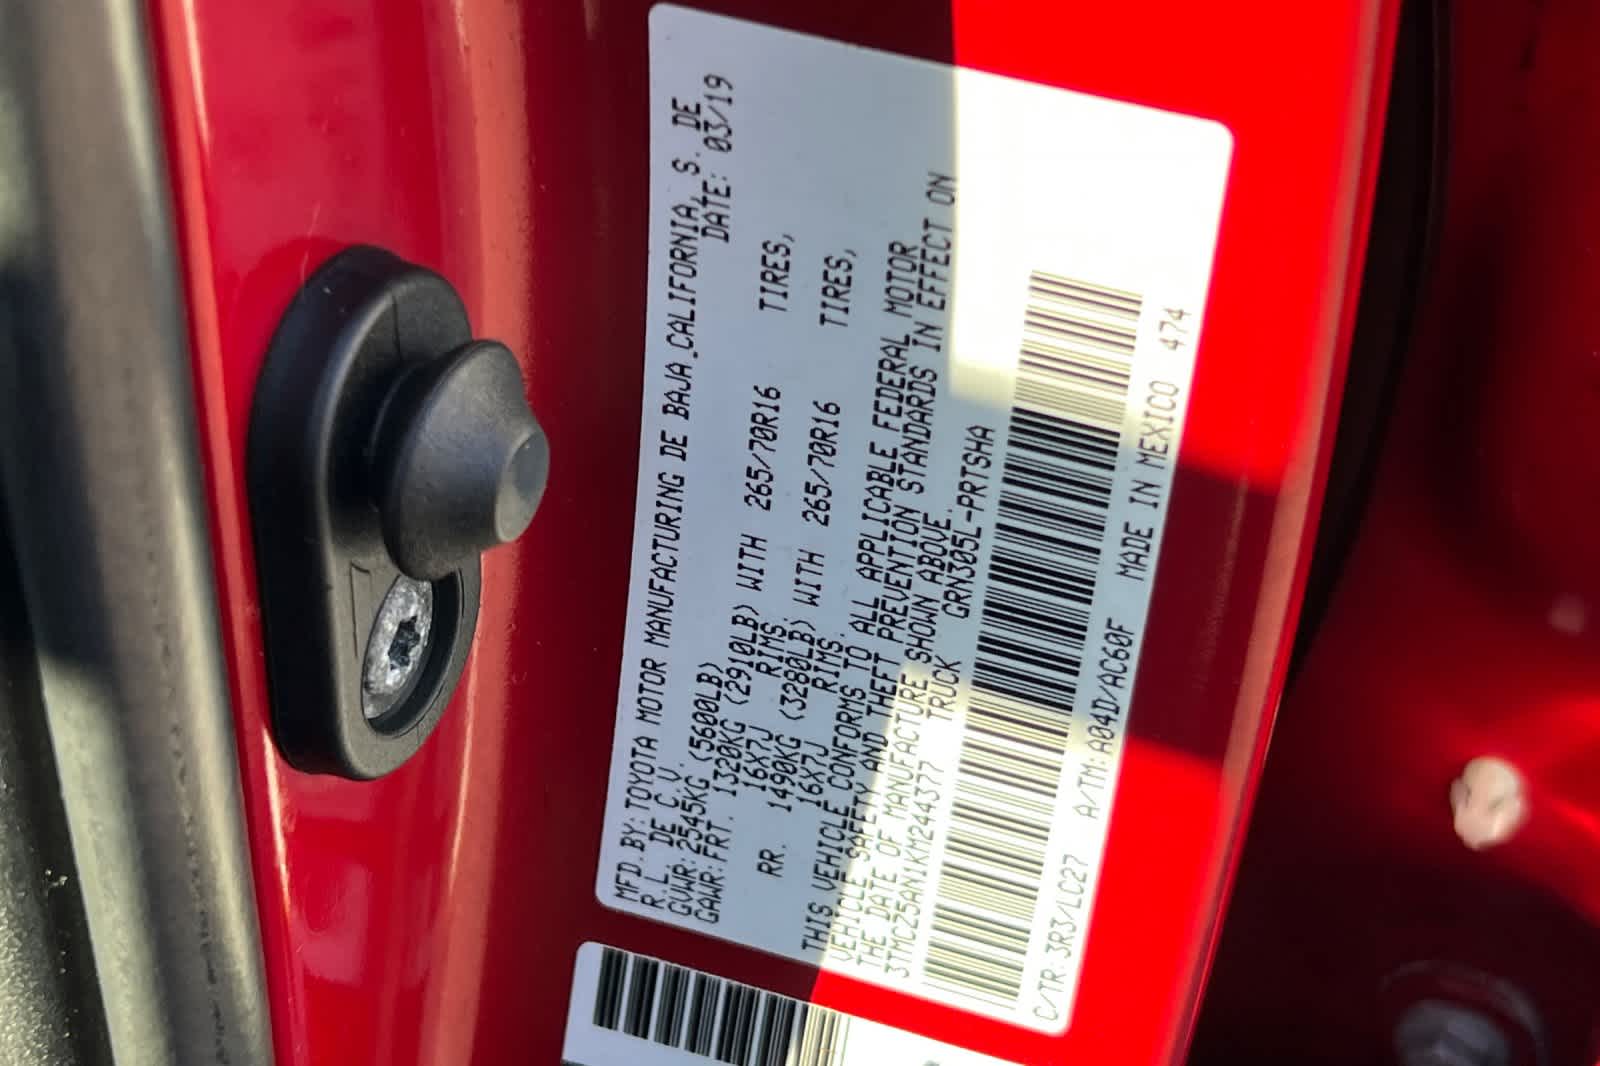 MFD.BY:TOYOTA MOTOR MANUFACTURING DE BAJA CALIFORNIA, S. DE
R.L. DE C.V. DATE: 03/19
GVWR:2545KG (5600LB)
GAWR:FRT. 1320KG (2910LB) WITH 265/70R16 TIRES,
16X7J RIMS.
RR. 1490KG (3280LB) WITH 265/70R16 TIRES,
16X7J RIMS.
THIS VEHICLE CONFORMS TO ALL APPLICABLE FEDERAL MOTOR
VEHICLE SAFETY AND THEFT PREVENTION STANDARDS IN EFFECT ON
THE DATE OF MANUFACTURE SHOWN ABOVE.
3TMCZ5AN1KM244377 TRUCK GRN305L-PRTSHA
C/TR:3R3/LC27 A/TM:A04D/AC60F MADE IN MEXICO 474